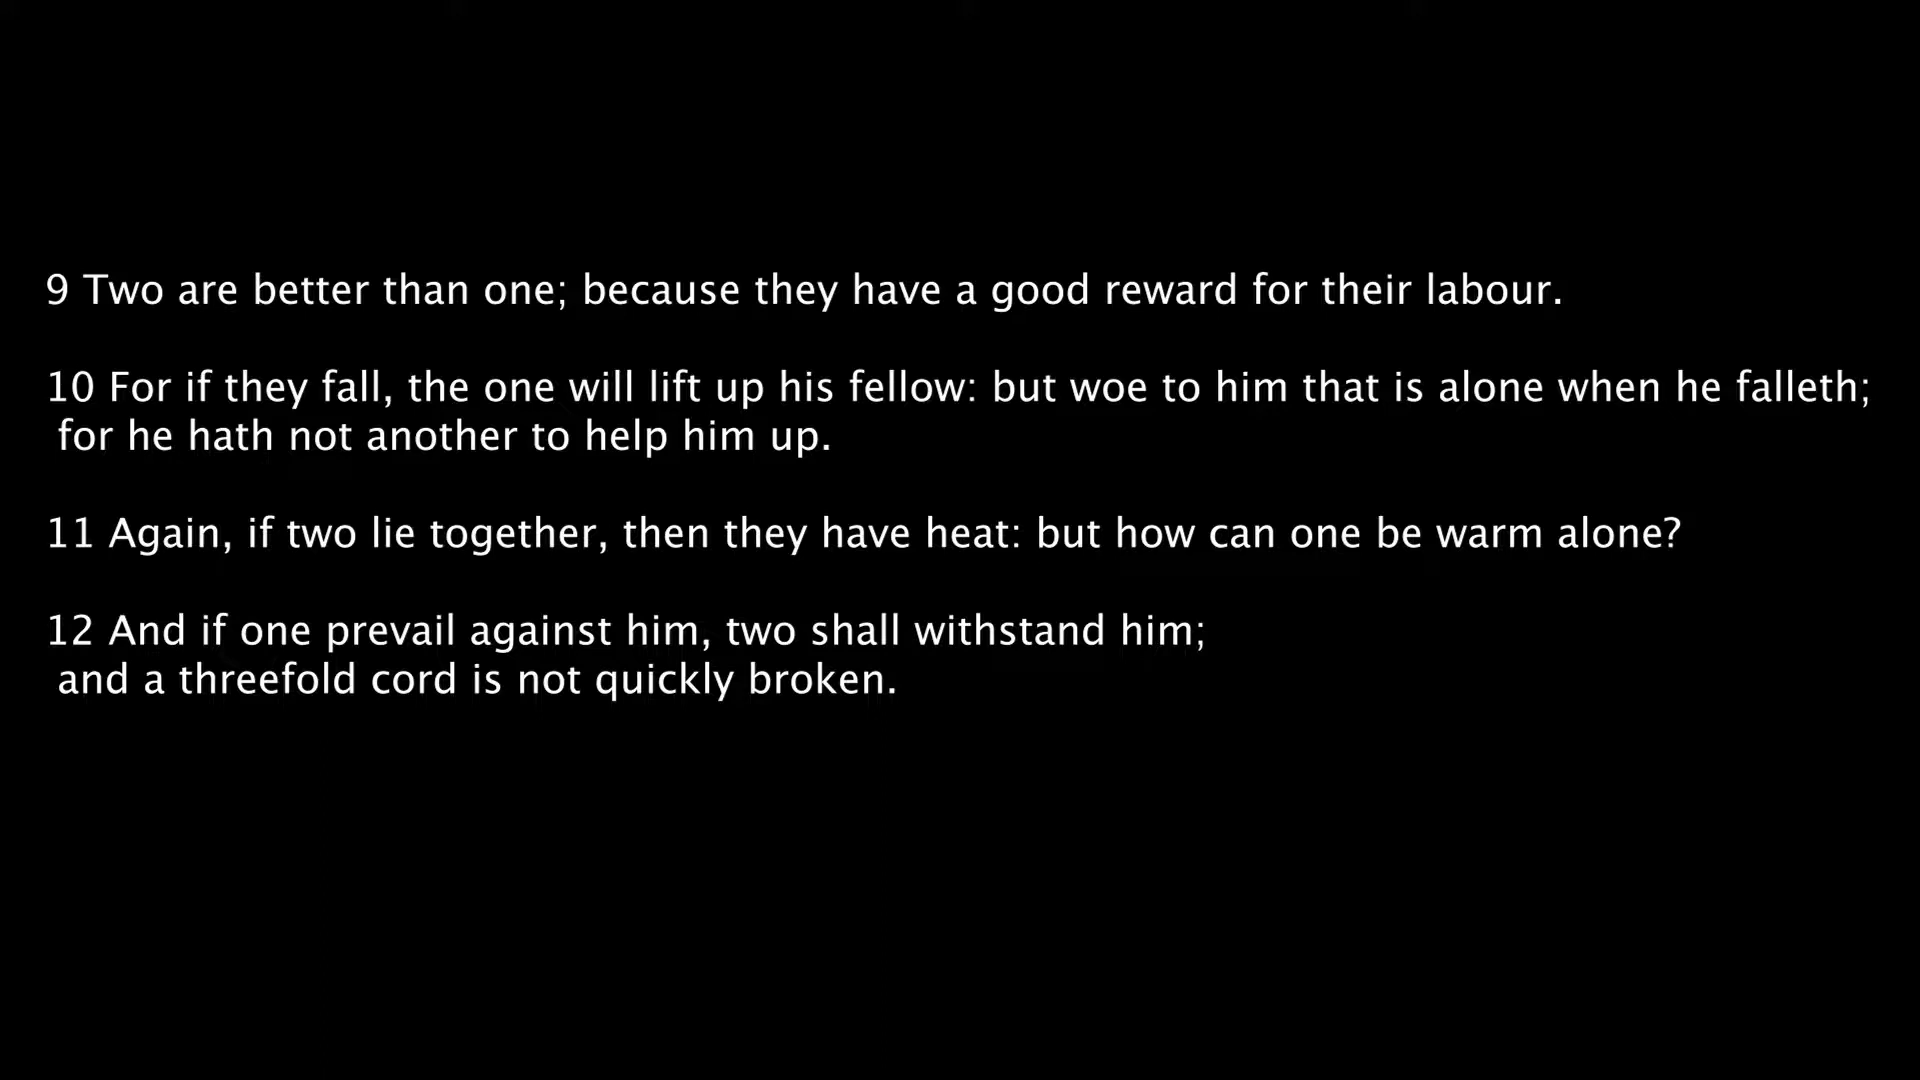 9 Two are better than one; because they have a good reward for their labour.
10 For if they fall, the one will lift up his fellow: but woe to him that is alone when he falleth;
for he hath not another to help him up.
11 Again, if two lie together, then they have heat: but how can one be warm alone?
12 And if one prevail against him, two shall withstand him;
and a threefold cord is not quickly broken.